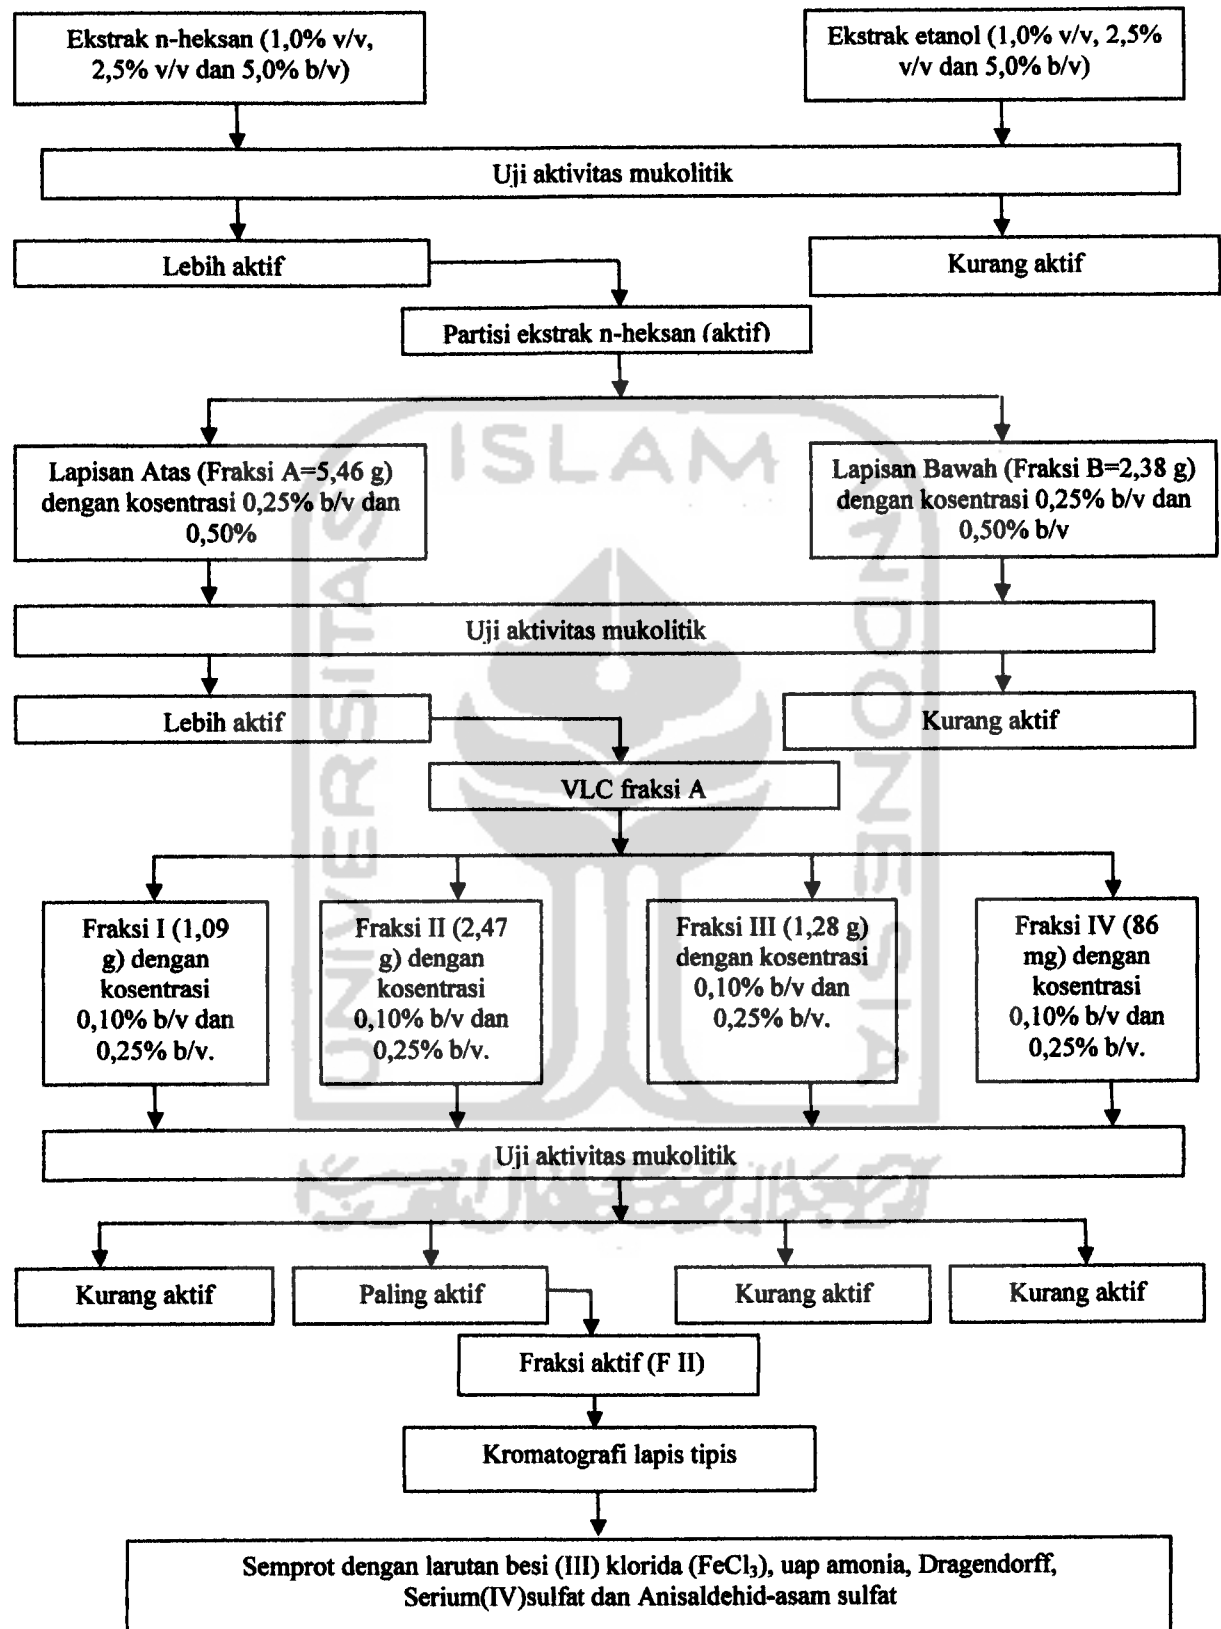 Ekstrak n-heksan (1,0% v/v,
2,5% v/v dan 5,0% b/v)
Ekstrak etanol (1,0% v/v, 2,5%
v/v dan 5,0% b/v)
Uji aktivitas mukolitik
Lebih aktif
Kurang aktif
Partisi ekstrak n-heksan (aktif)
Lapisan Atas (Fraksi A=5,46 g)
dengan kosentrasi 0,25% b/v dan
0,50%
Lapisan Bawah (Fraksi B=2,38 g)
dengan kosentrasi 0,25% b/v dan
0,50% b/v
Uji aktivitas mukolitik
Lebih aktif
Kurang aktif
VLC fraksi A
Fraksi I (1,09
g) dengan
kosentrasi
0,10% b/v dan
0,25% b/v.
Fraksi II (2,47
g) dengan
kosentrasi
0,10% b/v dan
0,25% b/v.
Fraksi III (1,28 g)
dengan kosentrasi
0,10% b/v dan
0,25% b/v.
Fraksi IV (86
mg) dengan
kosentrasi
0,10% b/v dan
0,25% b/v.
Uji aktivitas mukolitik
Kurang aktif
Paling aktif
Kurang aktif
Kurang aktif
Fraksi aktif (F II)
Kromatografi lapis tipis
Semprot dengan larutan besi (III) klorida (FeCl₃), uap amonia, Dragendorff,
Serium(IV)sulfat dan Anisaldehid-asam sulfat
UNIVERSITAS
ISLAM
INDONESIA